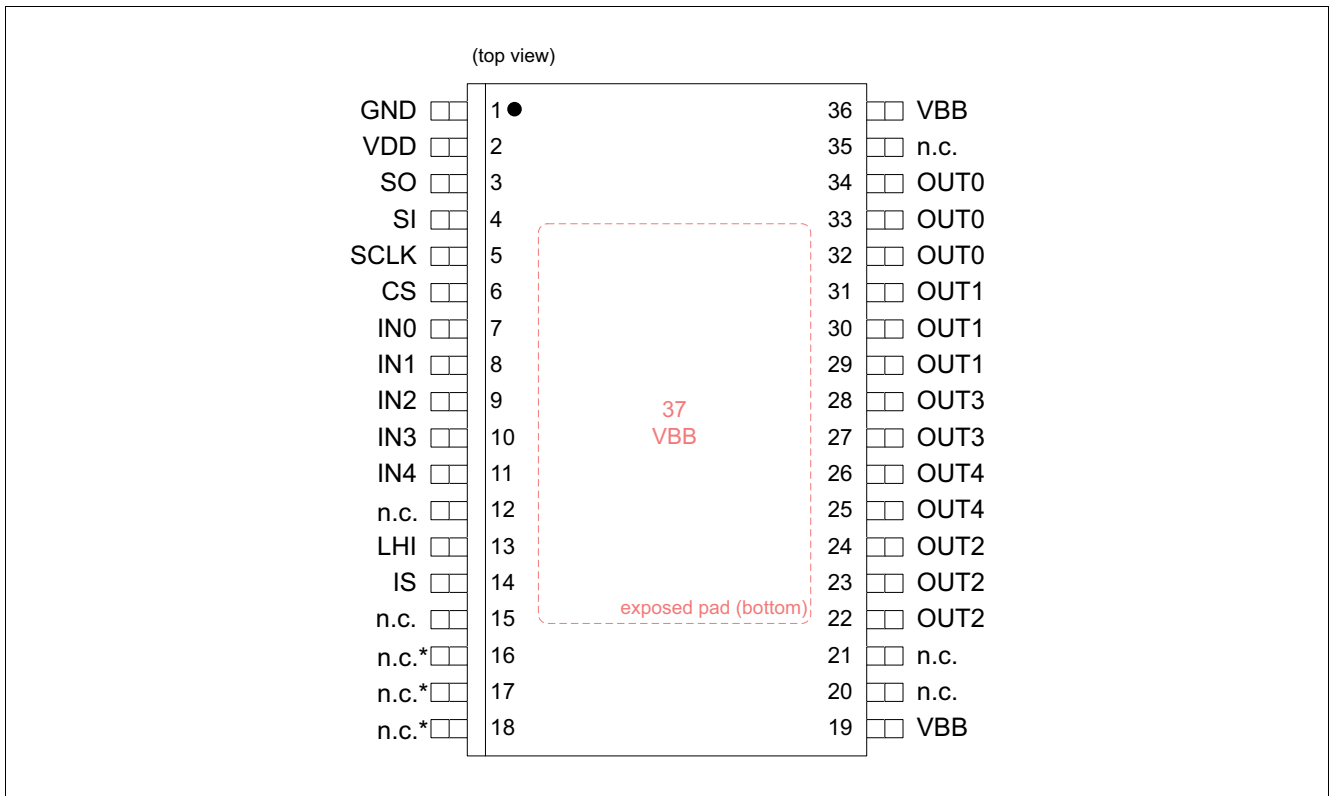 (top view)
GND 1 36 VBB
VDD 2 35 n.c.
SO 3 34 OUT0
SI 4 33 OUT0
SCLK 5 32 OUT0
CS 6 31 OUT1
IN0 7 30 OUT1
IN1 8 29 OUT1
IN2 9 28 OUT3
37
VBB
IN3 10 27 OUT3
IN4 11 26 OUT4
n.c. 12 25 OUT4
LHI 13 24 OUT2
IS 14 23 OUT2
exposed pad (bottom)
n.c. 15 22 OUT2
n.c.* 16 21 n.c.
n.c.* 17 20 n.c.
n.c.* 18 19 VBB